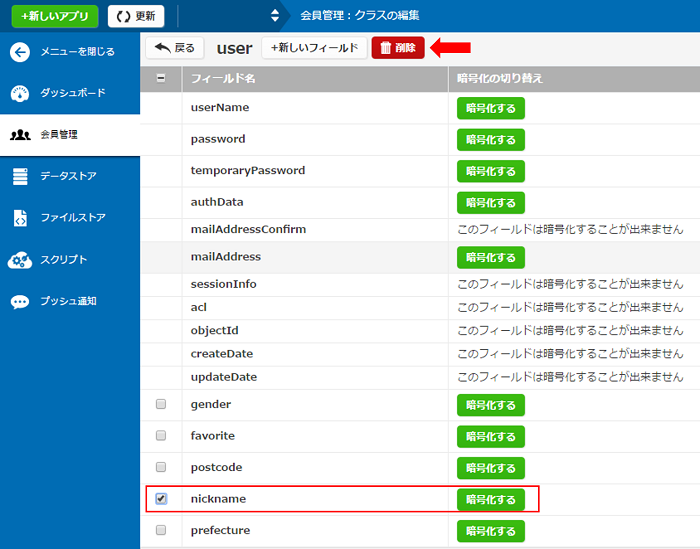 +新しいアプリ 更新 会員管理：クラスの編集
メニューを閉じる
ダッシュボード
会員管理
データストア
ファイルストア
スクリプト
プッシュ通知
戻る user +新しいフィールド 削除
フィールド名 暗号化の切り替え
userName 暗号化する
password 暗号化する
temporaryPassword 暗号化する
authData 暗号化する
mailAddressConfirm このフィールドは暗号化することが出来ません
mailAddress 暗号化する
sessionInfo このフィールドは暗号化することが出来ません
acl このフィールドは暗号化することが出来ません
objectId このフィールドは暗号化することが出来ません
createDate このフィールドは暗号化することが出来ません
updateDate このフィールドは暗号化することが出来ません
gender 暗号化する
favorite 暗号化する
postcode 暗号化する
nickname 暗号化する
prefecture 暗号化する